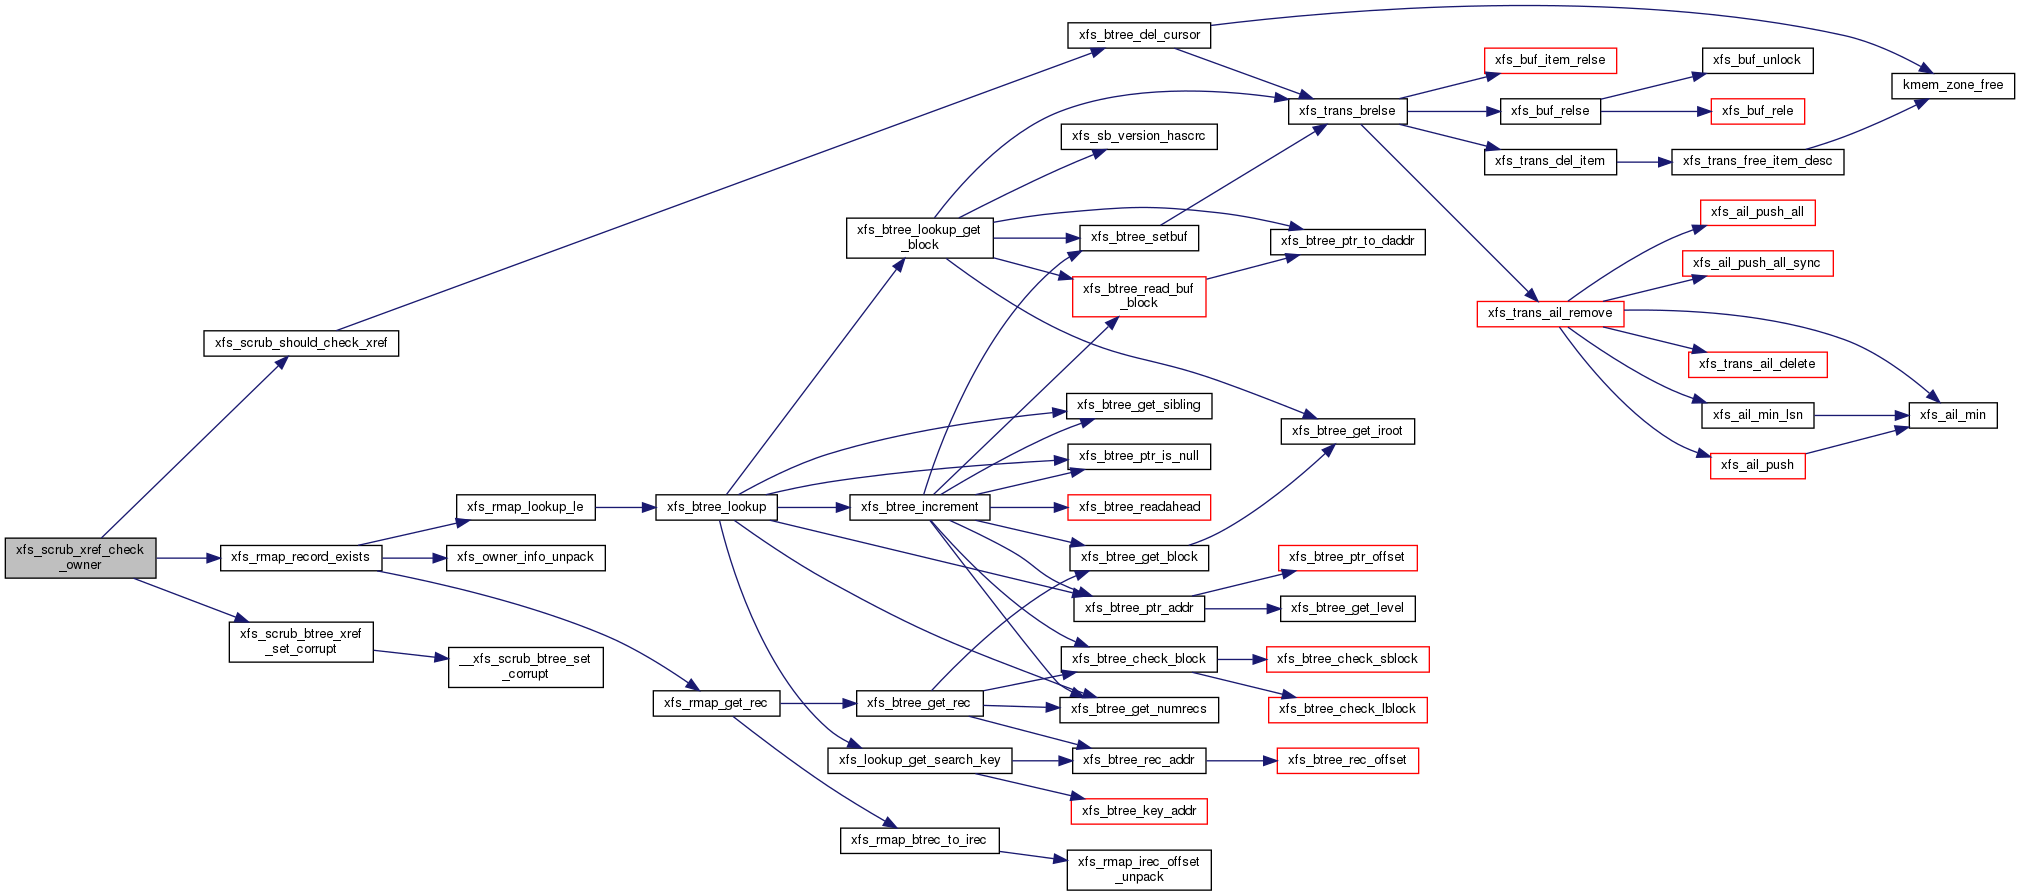 xfs_btree_del_cursor
xfs_buf_item_relse
xfs_buf_unlock
kmem_zone_free
xfs_trans_brelse
xfs_buf_relse
xfs_buf_rele
xfs_sb_version_hascrc
xfs_trans_del_item
xfs_trans_free_item_desc
xfs_ail_push_all
xfs_btree_lookup_get
_block
xfs_btree_setbuf
xfs_btree_ptr_to_daddr
xfs_ail_push_all_sync
xfs_btree_read_buf
_block
xfs_trans_ail_remove
xfs_scrub_should_check_xref
xfs_trans_ail_delete
xfs_btree_get_sibling
xfs_ail_min_lsn
xfs_ail_min
xfs_btree_get_iroot
xfs_btree_ptr_is_null
xfs_ail_push
xfs_rmap_lookup_le
xfs_btree_lookup
xfs_btree_increment
xfs_btree_readahead
xfs_scrub_xref_check
_owner
xfs_rmap_record_exists
xfs_owner_info_unpack
xfs_btree_get_block
xfs_btree_ptr_offset
xfs_btree_ptr_addr
xfs_btree_get_level
xfs_scrub_btree_xref
_set_corrupt
__xfs_scrub_btree_set
_corrupt
xfs_btree_check_block
xfs_btree_check_sblock
xfs_rmap_get_rec
xfs_btree_get_rec
xfs_btree_get_numrecs
xfs_btree_check_lblock
xfs_lookup_get_search_key
xfs_btree_rec_addr
xfs_btree_rec_offset
xfs_btree_key_addr
xfs_rmap_btrec_to_irec
xfs_rmap_irec_offset
_unpack